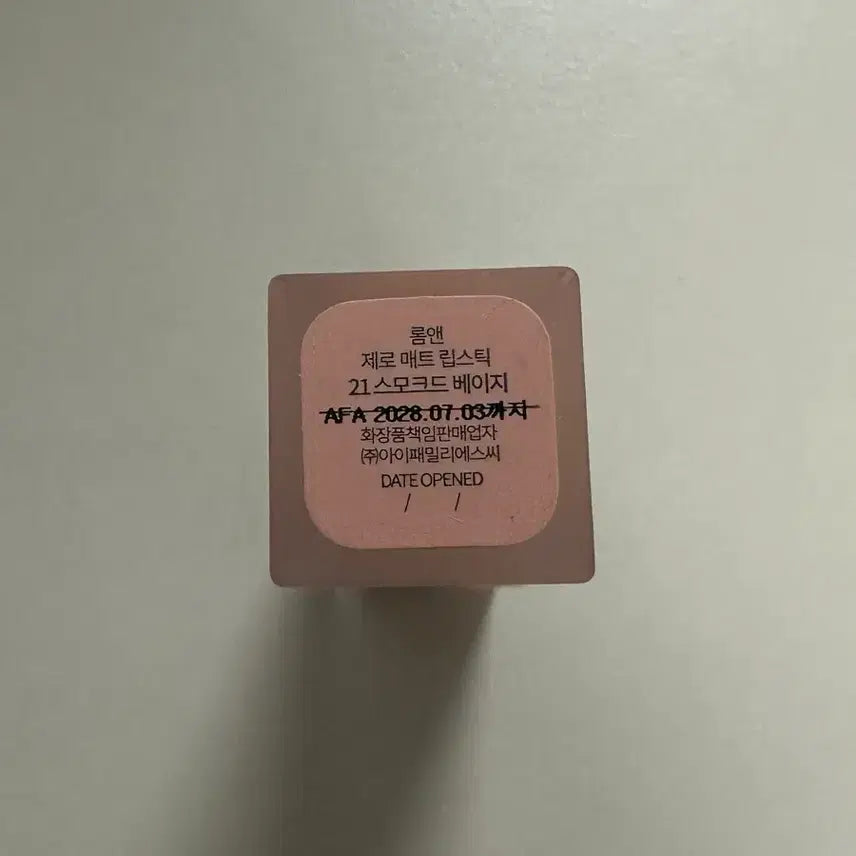 롬앤
제로 매트 립스틱
21 스모크드 베이지
AFA 2028.07.03까지
화장품책임판매업자
㈜아이패밀리에스씨
DATE OPENED
/ /